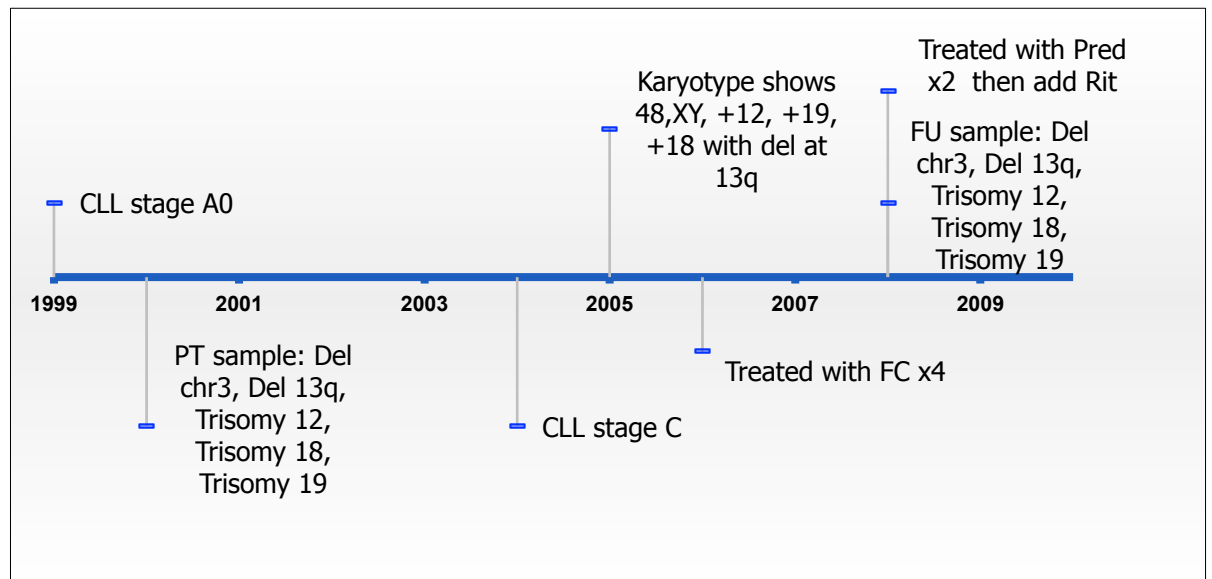 Treated with Pred
x2  then add Rit
Karyotype shows
48,XY, +12, +19,
+18 with del at
13q
FU sample: Del
chr3, Del 13q,
Trisomy 12,
Trisomy 18,
Trisomy 19
CLL stage A0
1999
2001
2003
2005
2007
2009
PT sample: Del
chr3, Del 13q,
Trisomy 12,
Trisomy 18,
Trisomy 19
CLL stage C
Treated with FC x4